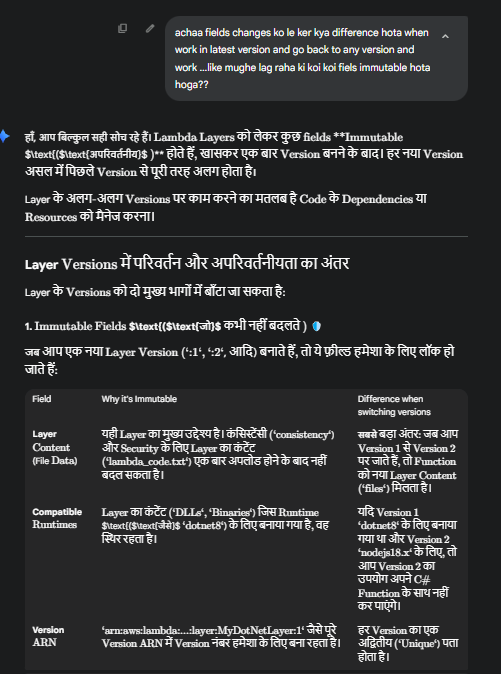 achaa fields changes ko le ker kya difference hota when
work in latest version and go back to any version and
work ...like mughe lag raha ki koi koi fiels immutable hota
hoga??
हाँ, आप बिल्कुल सही सोच रहे हैं। Lambda Layers को लेकर कुछ fields **Immutable
$\text{($\text{अपरिवर्तनीय}$ )** होते हैं, खासकर एक बार Version बनने के बाद। हर नया Version
असल में पिछले Version से पूरी तरह अलग होता है।
Layer के अलग-अलग Versions पर काम करने का मतलब है Code के Dependencies या
Resources को मैनेज करना।
Layer Versions में परिवर्तन और अपरिवर्तनीयता का अंतर
Layer के Versions को दो मुख्य भागों में बाँटा जा सकता है:
1. Immutable Fields $\text{($\text{जो}$ कभी नहीं बदलते )
जब आप एक नया Layer Version (‘:1‘, ‘:2‘, आदि) बनाते हैं, तो ये फ़ील्ड हमेशा के लिए लॉक हो
जाते हैं:
Field Why it's Immutable Difference when
switching versions
Layer
Content
(File Data)
यही Layer का मुख्य उद्देश्य है। कंसिस्टेंसी (‘consistency‘)
और Security के लिए Layer का कंटेंट
(‘lambda_code.txt‘) एक बार अपलोड होने के बाद नहीं
बदल सकता है।
सबसे बड़ा अंतर: जब आप
Version 1 से Version 2
पर जाते हैं, तो Function
को नया Layer Content
(‘files‘) मिलता है।
Compatible
Runtimes
Layer का कंटेंट (‘DLLs‘, ‘Binaries‘) जिस Runtime
$\text{($\text{जैसे}$ ‘dotnet8‘) के लिए बनाया गया है, वह
स्थिर रहता है।
यदि Version 1
‘dotnet8‘ के लिए बनाया
गया था और Version 2
‘nodejs18.x‘ के लिए, तो
आप Version 2 का
उपयोग अपने C#
Function के साथ नहीं
कर पाएंगे।
Version
ARN
‘arn:aws:lambda:...:layer:MyDotNetLayer:1‘ जैसे पूरे
Version ARN में Version नंबर हमेशा के लिए बना रहता है।
हर Version का एक
अद्वितीय (‘Unique‘) पता
होता है।